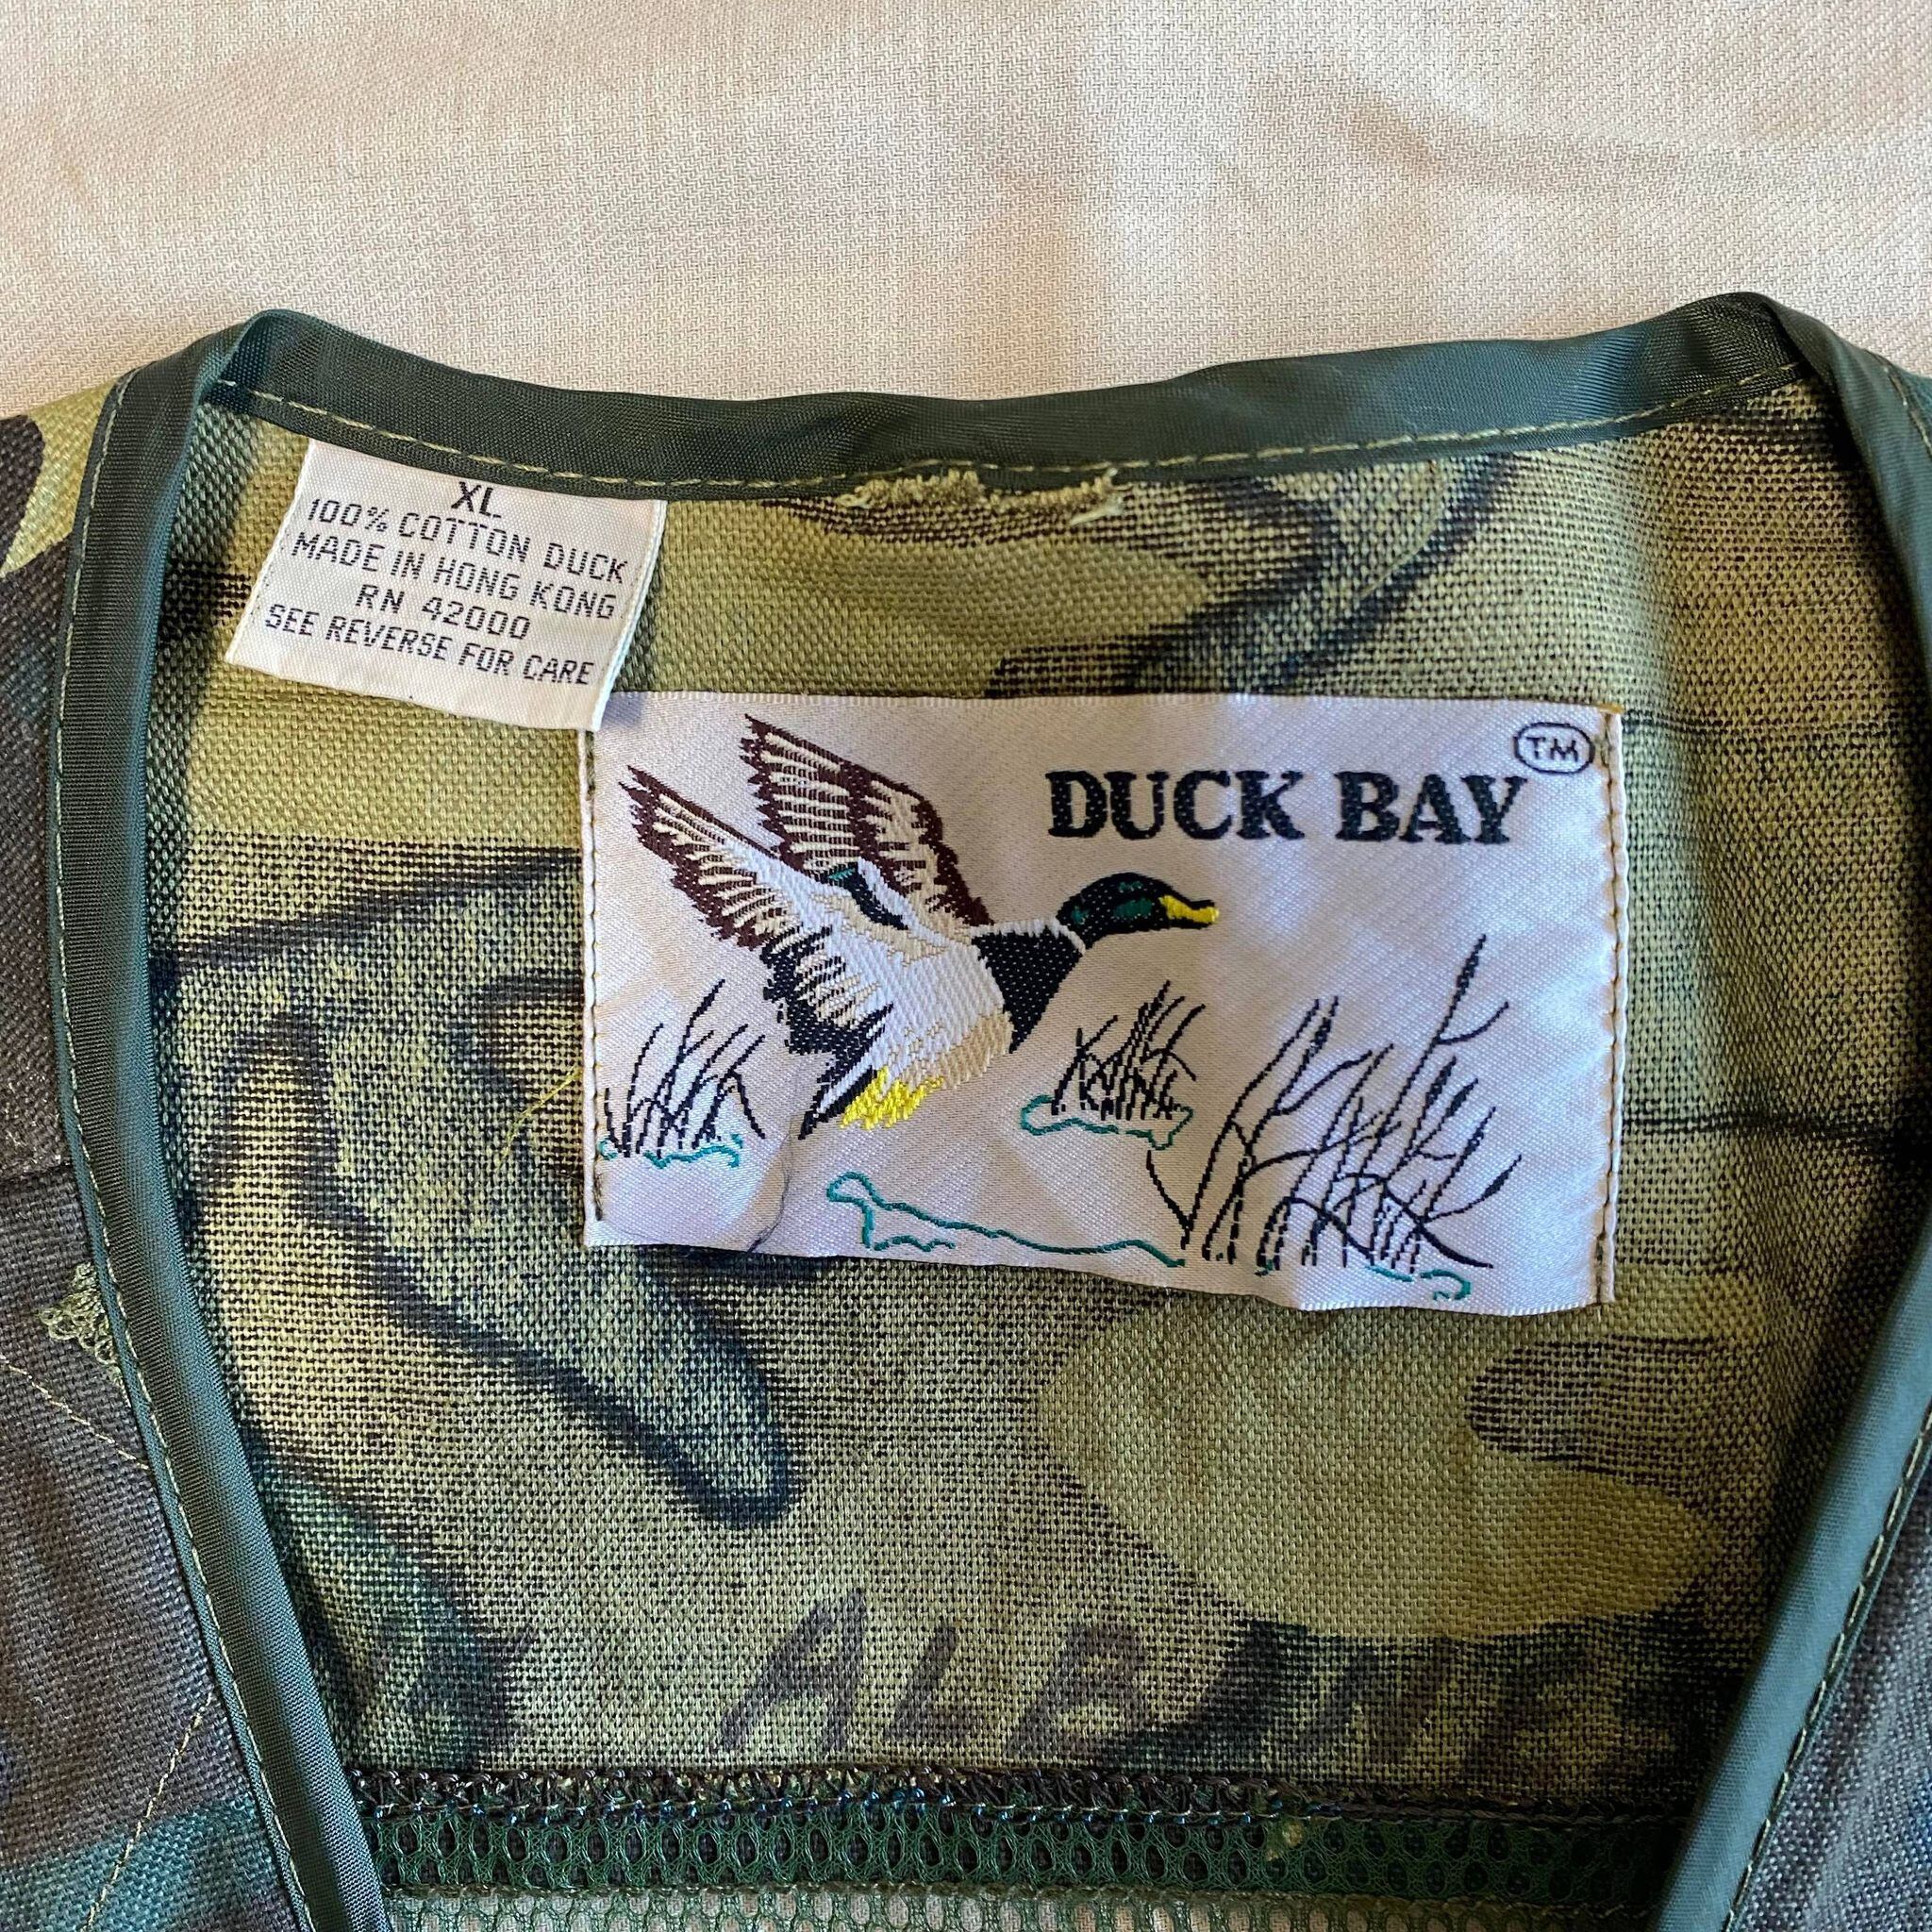 XL
100% COTTON DUCK
MADE IN HONG KONG
RN 42000
SEE REVERSE FOR CARE
DUCK BAY TM